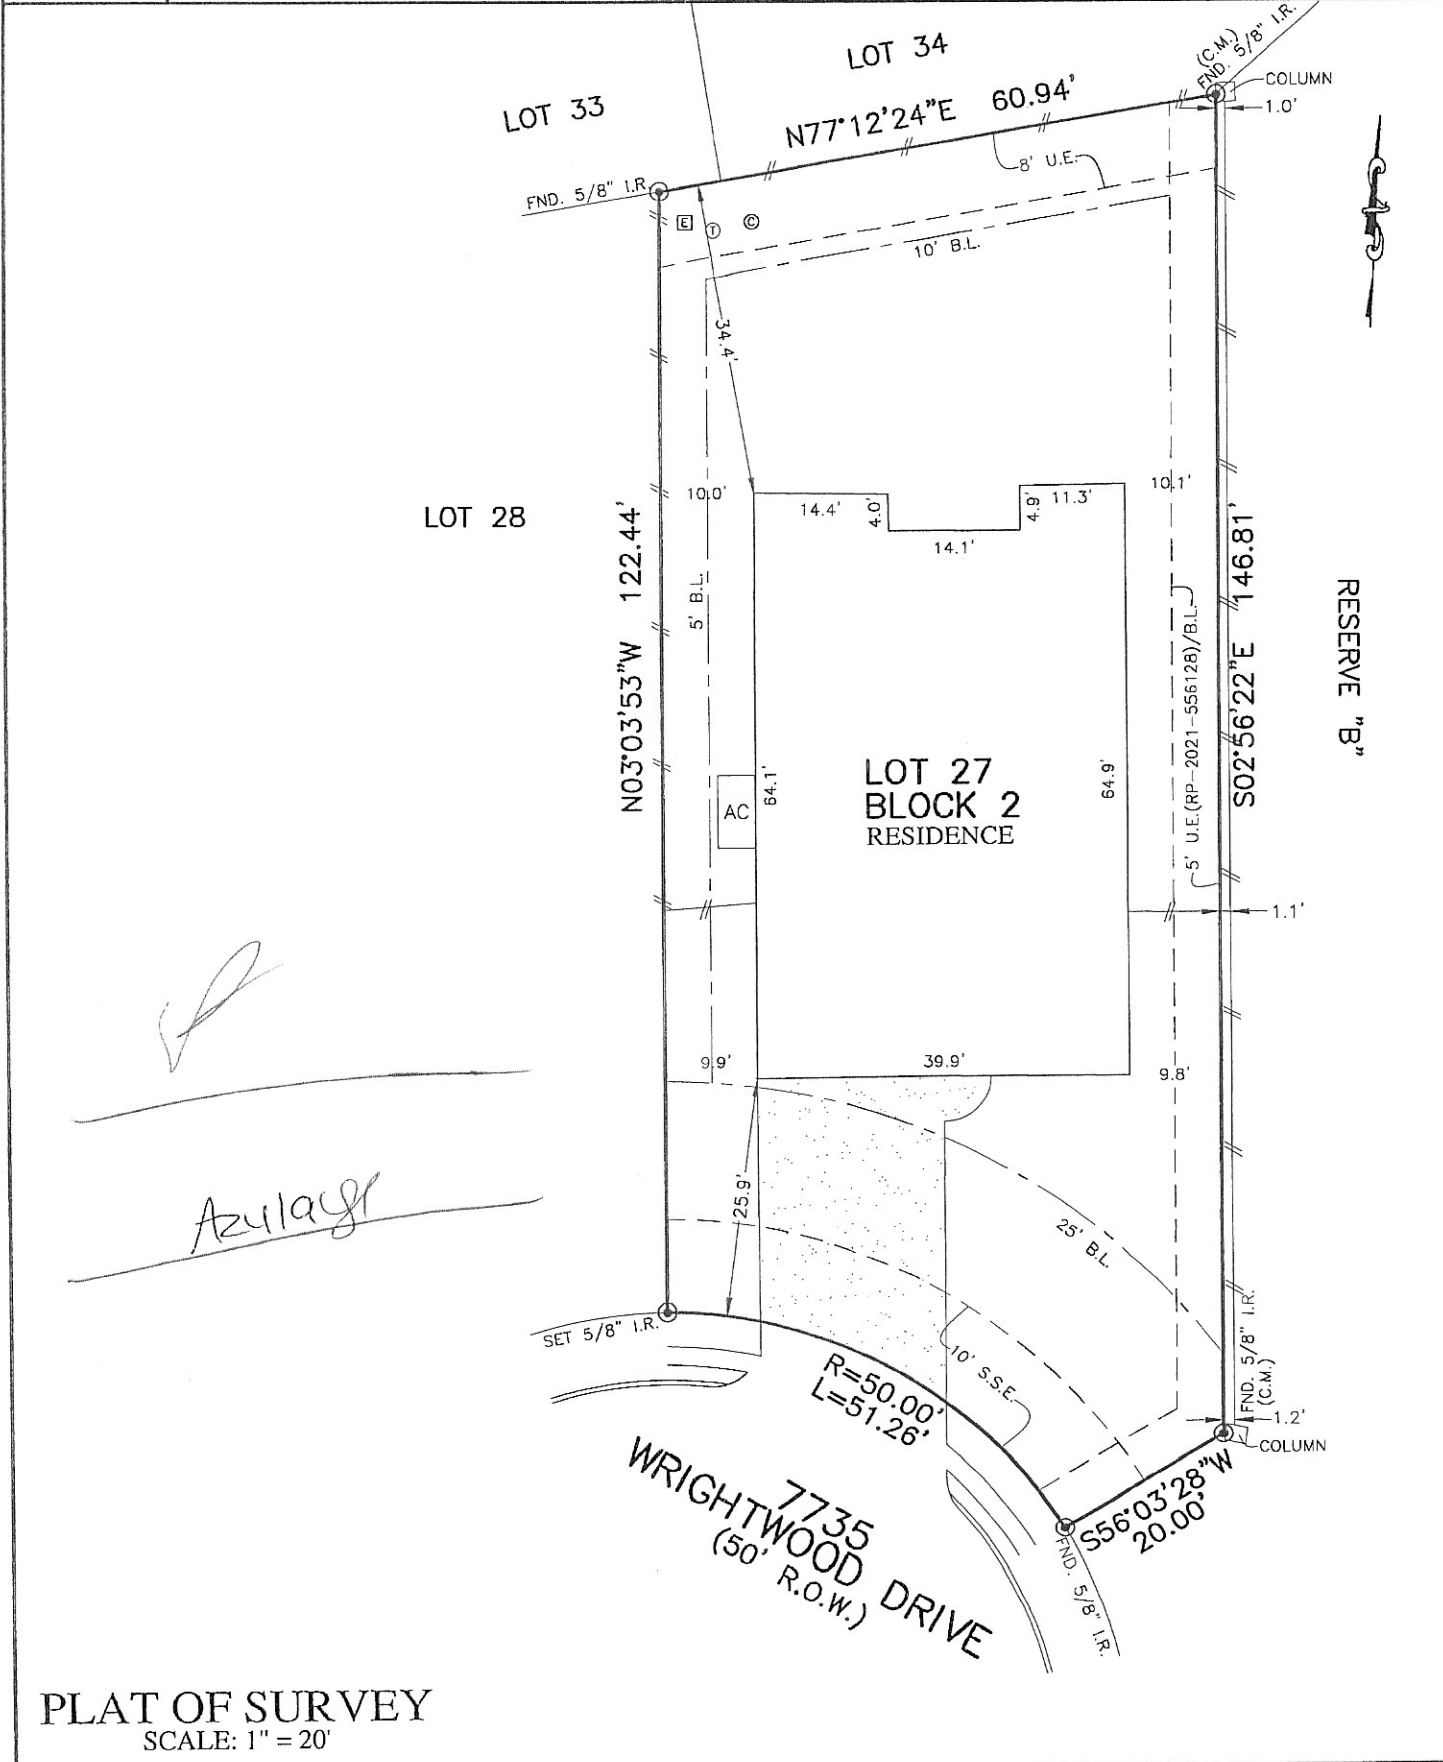 LOT 34
LOT 33
(C.M.)
FND. 5/8" I.R.
COLUMN
1.0'
N77°12'24"E 60.94'
8' U.E.
FND. 5/8" I.R.
E
T
C
10' B.L.
34.4'
LOT 28
N03°03'53"W 122.44'
10.0'
14.4'
4.0'
14.1'
4.9'
11.3'
10.1'
5' B.L.
S02°56'22"E 146.81'
5' U.E.(RP-2021-556128)/B.L.
RESERVE "B"
64.1'
AC
LOT 27
BLOCK 2
RESIDENCE
64.9'
1.1'
9.9'
39.9'
9.8'
25.9'
25' B.L.
SET 5/8" I.R.
10' S.S.E.
R=50.00'
L=51.26'
FND. 5/8" I.R.
(C.M.)
1.2'
COLUMN
S56°03'28"W
20.00'
FND. 5/8" I.R.
7735
WRIGHTWOOD DRIVE
(50' R.O.W.)
PLAT OF SURVEY
SCALE: 1" = 20'